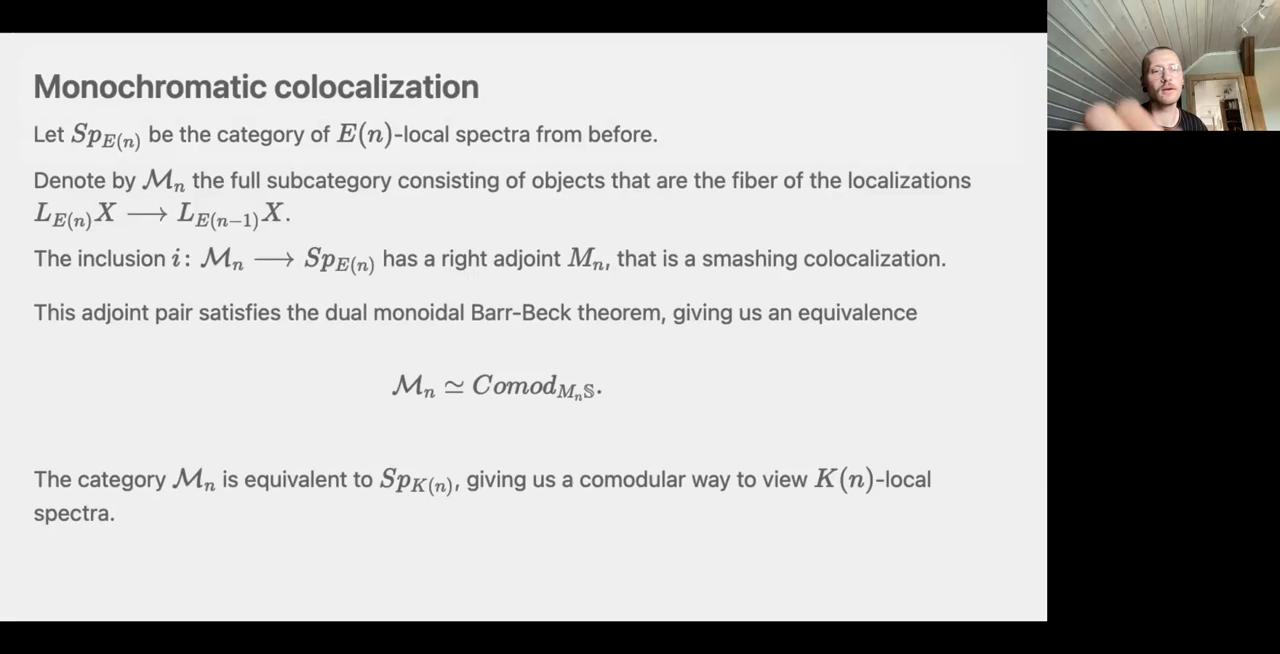 Monochromatic colocalization
Let $Sp_{E(n)}$ be the category of $E(n)$-local spectra from before.
Denote by $\mathcal{M}_n$ the full subcategory consisting of objects that are the fiber of the localizations
$L_{E(n)}X \longrightarrow L_{E(n-1)}X.$
The inclusion $i\colon \mathcal{M}_n \longrightarrow Sp_{E(n)}$ has a right adjoint $M_n$, that is a smashing colocalization.
This adjoint pair satisfies the dual monoidal Barr-Beck theorem, giving us an equivalence
$\mathcal{M}_n \simeq Comod_{M_n\mathbb{S}}.$
The category $\mathcal{M}_n$ is equivalent to $Sp_{K(n)}$, giving us a comodular way to view $K(n)$-local
spectra.